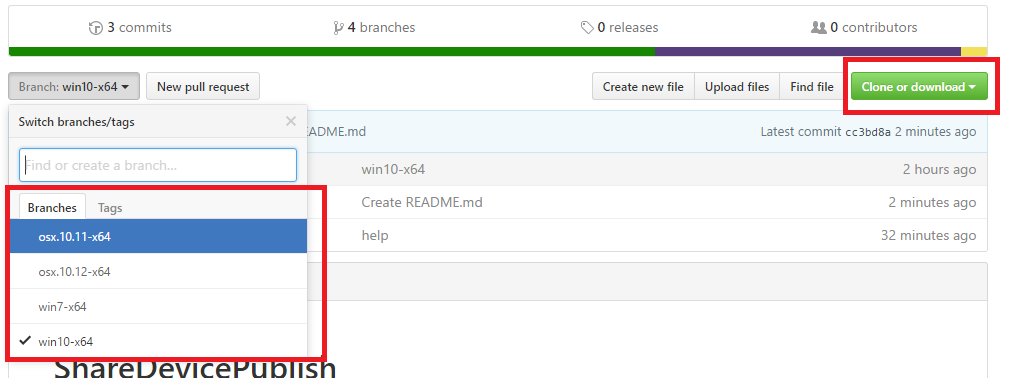 3 commits 4 branches 0 releases 0 contributors
Branch: win10-x64 New pull request Create new file Upload files Find file Clone or download
Switch branches/tags ×
Latest commit cc3bd8a 2 minutes ago
Find or create a branch...
win10-x64 2 hours ago
Branches Tags
Create README.md 2 minutes ago
osx.10.11-x64
help 32 minutes ago
osx.10.12-x64
win7-x64
win10-x64
ShareDevicePublish